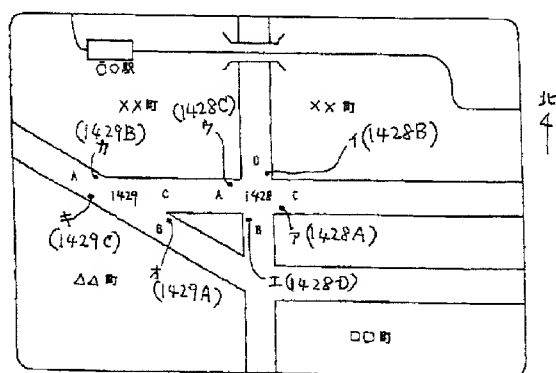 北
○○駅
××町
××町
(1428C)
ウ
(1429B)
カ
イ(1428B)
D
A
1429
C
A
1428
C
キ
(1429C)
B
B
ア
(1428A)
オ
(1429A)
エ(1428D)
△△町
□□町